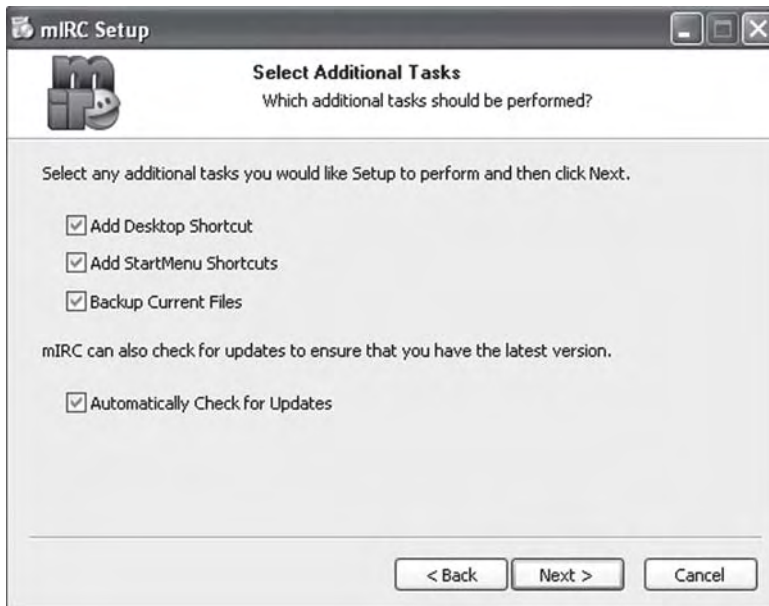 mIRC Setup
Select Additional Tasks
Which additional tasks should be performed?
Select any additional tasks you would like Setup to perform and then click Next.
Add Desktop Shortcut
Add StartMenu Shortcuts
Backup Current Files
mIRC can also check for updates to ensure that you have the latest version.
Automatically Check for Updates
< Back
Next >
Cancel